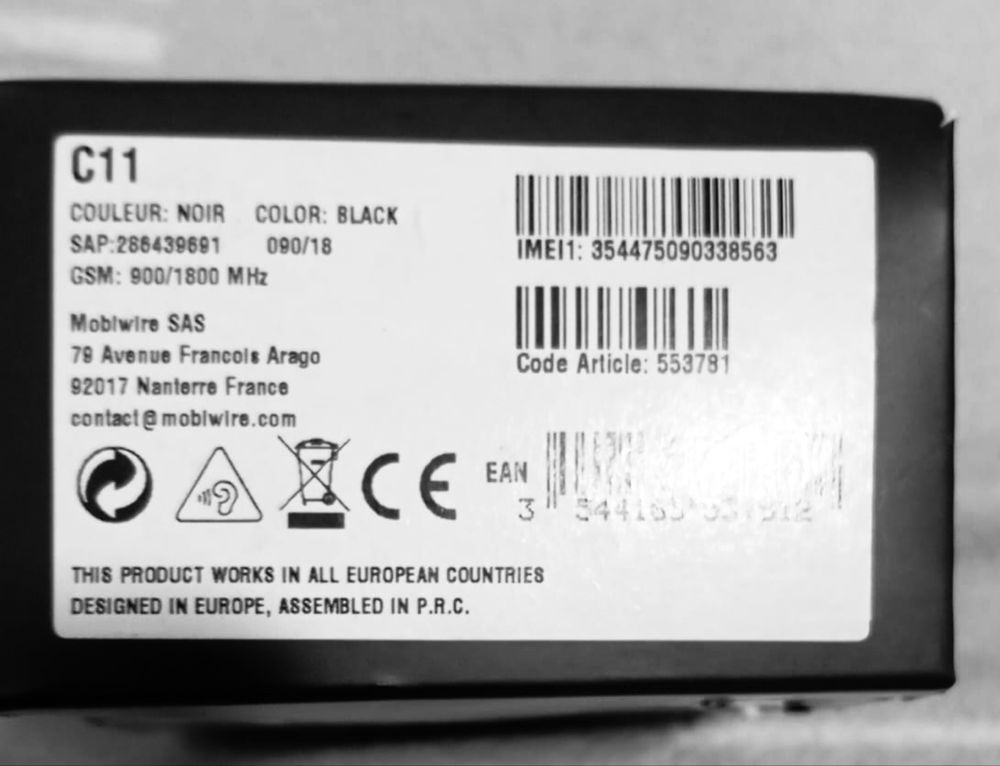 C11
COULEUR: NOIR COLOR: BLACK
SAP:286439691 090/18
GSM: 900/1800 MHz
Mobiwire SAS
79 Avenue Francois Arago
92017 Nanterre France
contact@mobiwire.com
CE
THIS PRODUCT WORKS IN ALL EUROPEAN COUNTRIES
DESIGNED IN EUROPE, ASSEMBLED IN P.R.C.
IMEI1: 354475090338563
Code Article: 553781
EAN
3